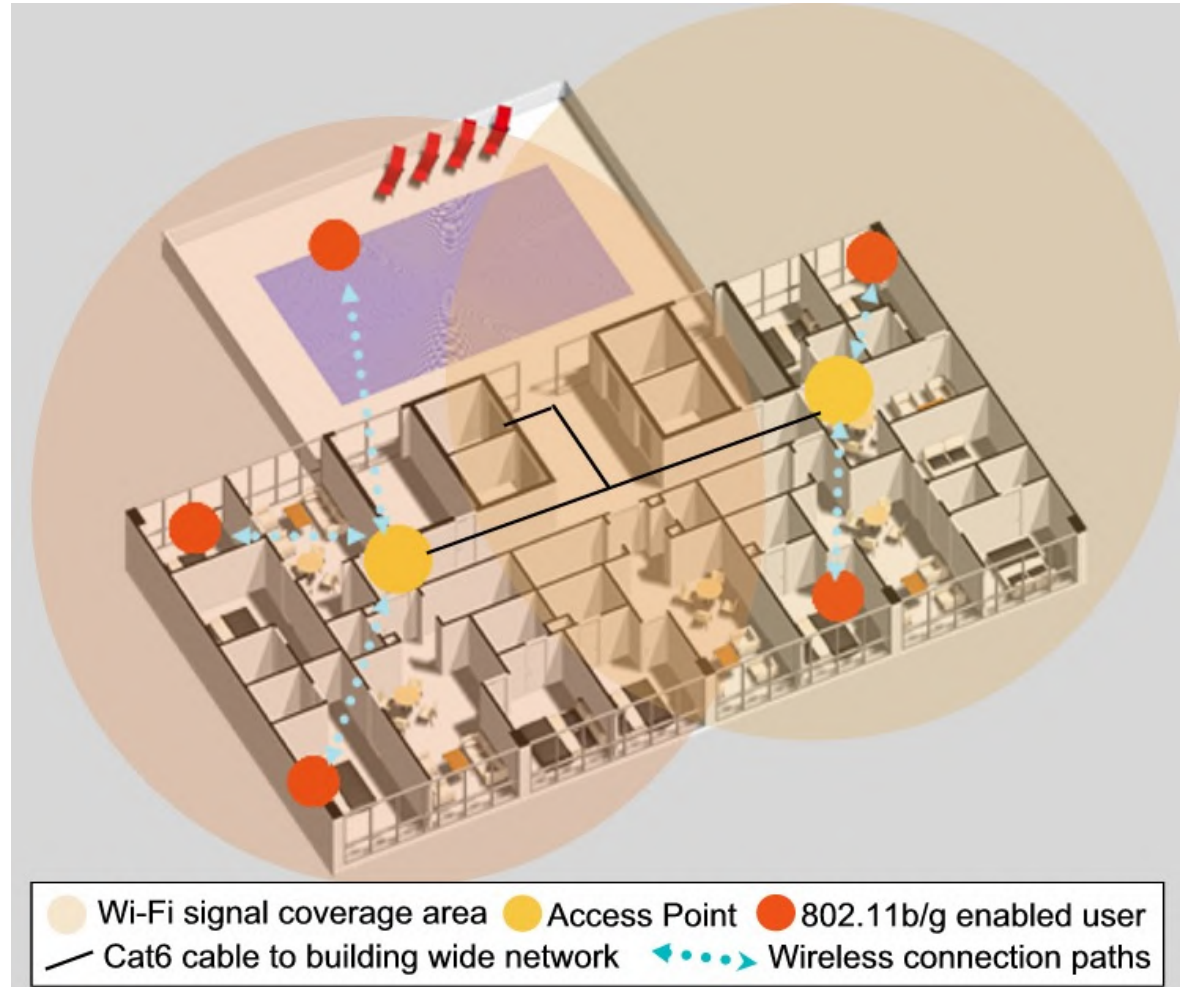 Wi-Fi signal coverage area Access Point 802.11b/g enabled user
Cat6 cable to building wide network Wireless connection paths